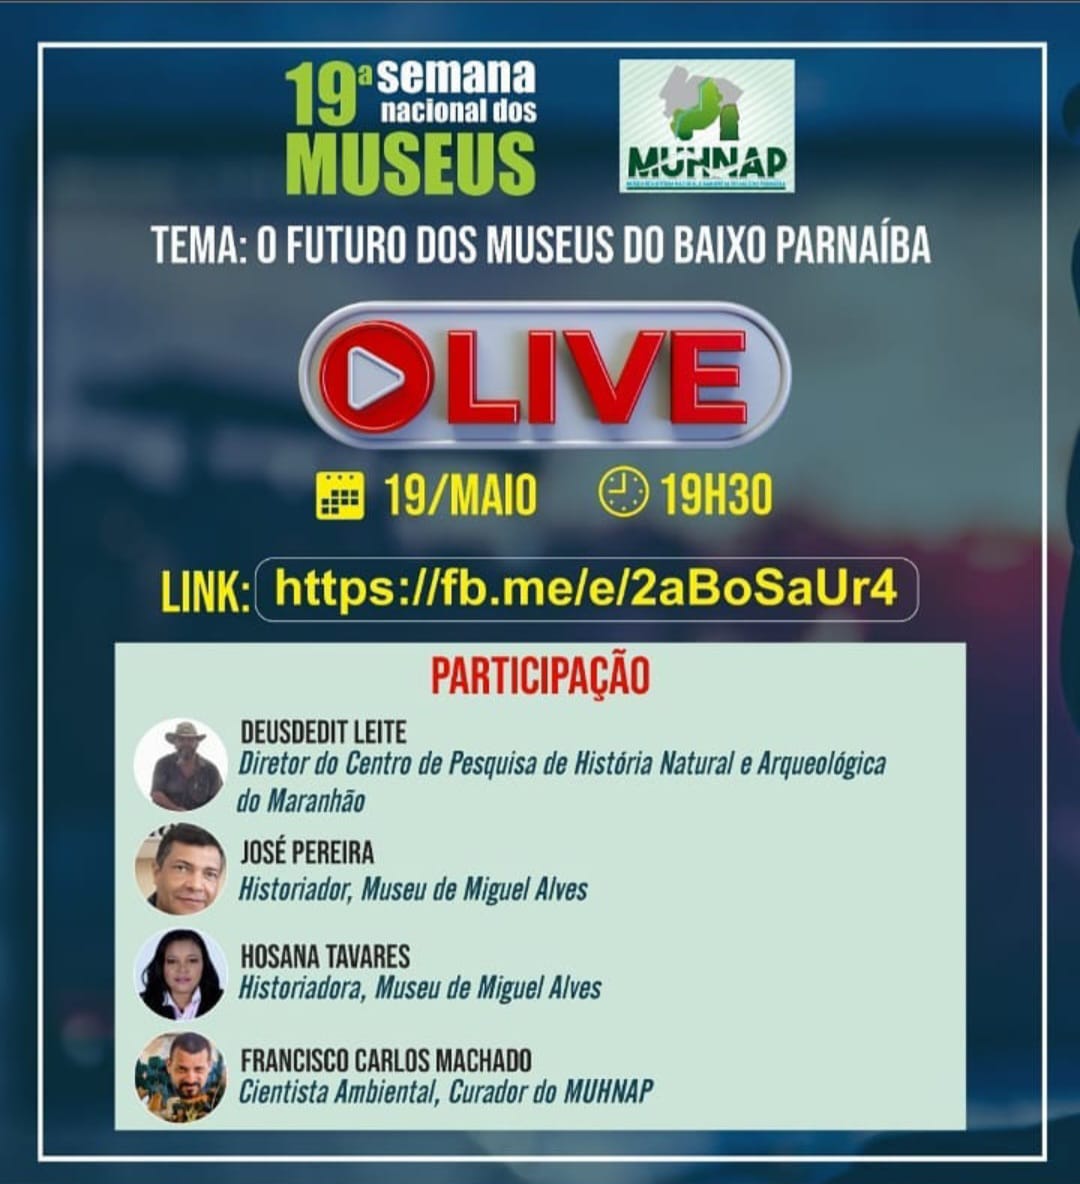 19ª semana
nacional dos
MUSEUS
MUHNAP
TEMA: O FUTURO DOS MUSEUS DO BAIXO PARNAÍBA
LIVE
19/MAIO 19H30
LINK: https://fb.me/e/2aBoSaUr4
PARTICIPAÇÃO
DEUSDEDIT LEITE
Diretor do Centro de Pesquisa de História Natural e Arqueológica
do Maranhão
JOSÉ PEREIRA
Historiador, Museu de Miguel Alves
HOSANA TAVARES
Historiadora, Museu de Miguel Alves
FRANCISCO CARLOS MACHADO
Cientista Ambiental, Curador do MUHNAP